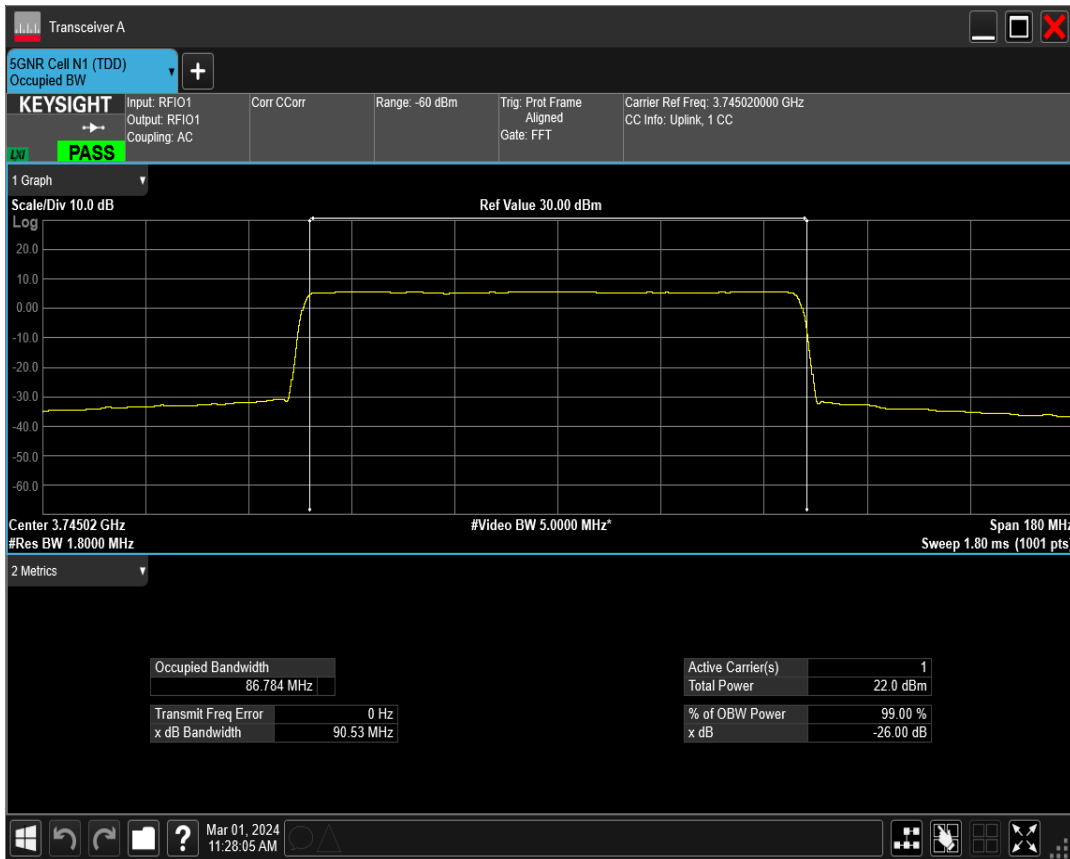 Transceiver A
5GNR Cell N1 (TDD)
Occupied BW
+
KEYSIGHT
LXI
PASS
Input: RFIO1
Output: RFIO1
Coupling: AC
Corr CCorr
Range: -60 dBm
Trig: Prot Frame
Aligned
Gate: FFT
Carrier Ref Freq: 3.745020000 GHz
CC Info: Uplink, 1 CC
1 Graph
Scale/Div 10.0 dB
Ref Value 30.00 dBm
Log
20.0
10.0
0.00
-10.0
-20.0
-30.0
-40.0
-50.0
-60.0
Center 3.74502 GHz
#Video BW 5.0000 MHz*
Span 180 MHz
#Res BW 1.8000 MHz
Sweep 1.80 ms (1001 pts)
2 Metrics
Occupied Bandwidth
86.784 MHz
Transmit Freq Error 0 Hz
x dB Bandwidth 90.53 MHz
Active Carrier(s) 1
Total Power 22.0 dBm
% of OBW Power 99.00 %
x dB -26.00 dB
?
Mar 01, 2024
11:28:05 AM